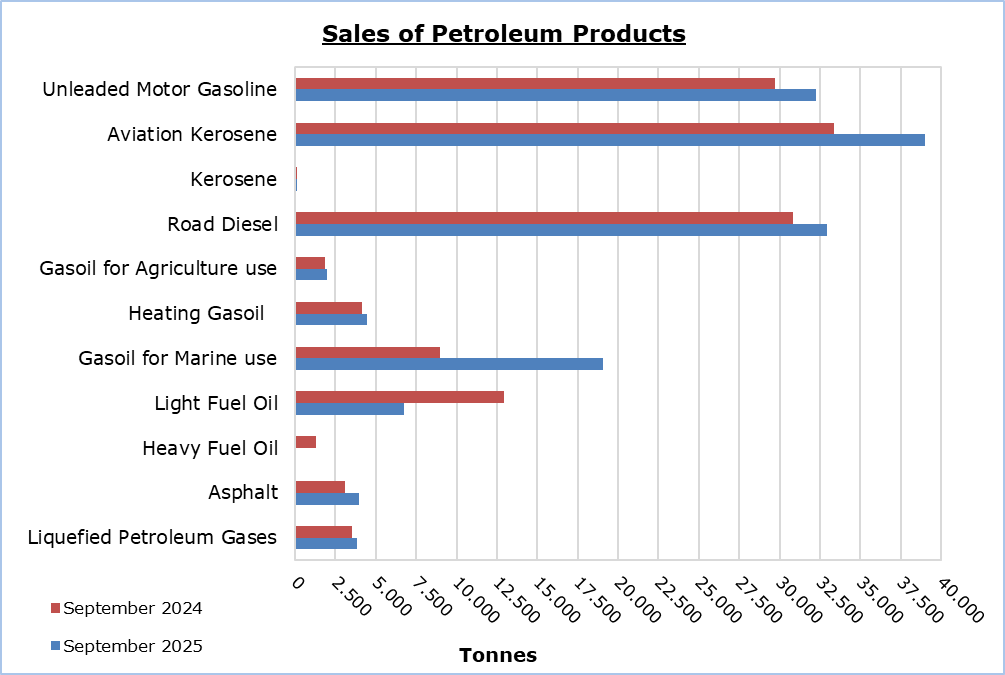 Sales of Petroleum Products
Unleaded Motor Gasoline
Aviation Kerosene
Kerosene
Road Diesel
Gasoil for Agriculture use
Heating Gasoil
Gasoil for Marine use
Light Fuel Oil
Heavy Fuel Oil
Asphalt
Liquefied Petroleum Gases
0
2.500
5.000
7.500
10.000
12.500
15.000
17.500
20.000
22.500
25.000
27.500
30.000
32.500
35.000
37.500
40.000
September 2024
September 2025
Tonnes